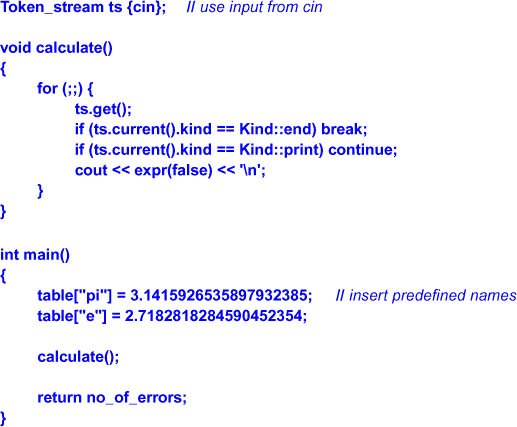 Token_stream ts {cin}; // use input from cin
void calculate()
{
for (;;) {
ts.get();
if (ts.current().kind == Kind::end) break;
if (ts.current().kind == Kind::print) continue;
cout << expr(false) << '\n';
}
}
int main()
{
table["pi"] = 3.1415926535897932385; // insert predefined names
table["e"] = 2.7182818284590452354;
calculate();
return no_of_errors;
}